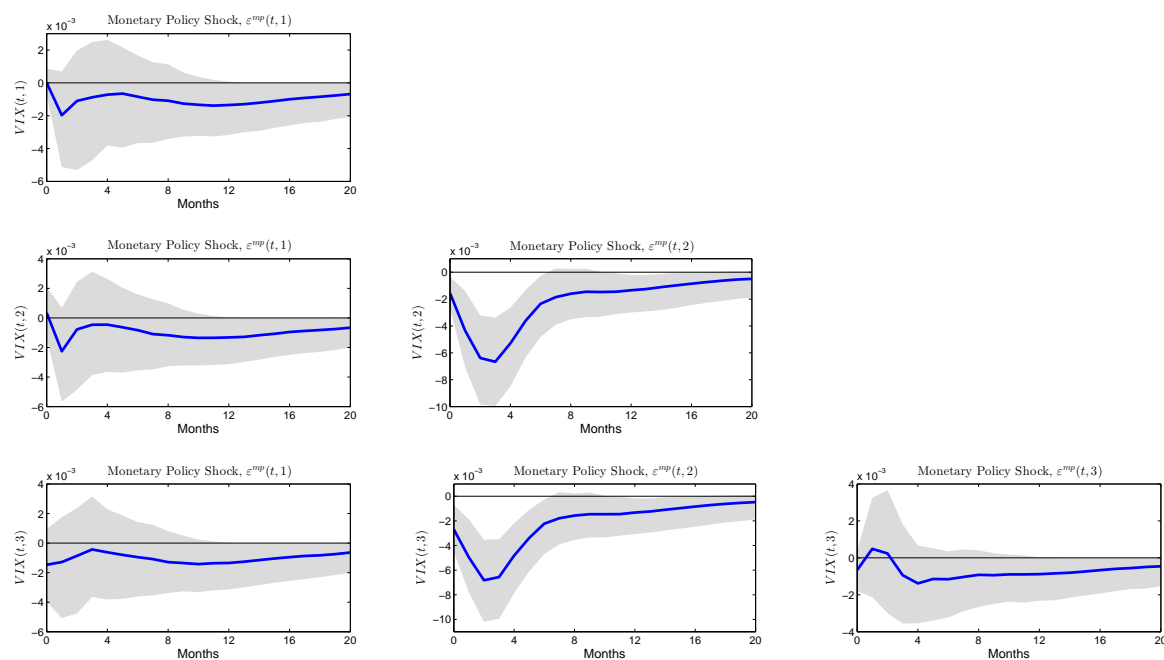 Monetary Policy Shock, ε^{mp}(t, 1)
x 10⁻³
2
0
−2
−4
−6
VIX(t, 1)
0 4 8 12 16 20
Months
Monetary Policy Shock, ε^{mp}(t, 1)
x 10⁻³
4
2
0
−2
−4
−6
VIX(t, 2)
0 4 8 12 16 20
Months
Monetary Policy Shock, ε^{mp}(t, 2)
x 10⁻³
0
−2
−4
−6
−8
−10
VIX(t, 2)
0 4 8 12 16 20
Months
Monetary Policy Shock, ε^{mp}(t, 1)
x 10⁻³
4
2
0
−2
−4
−6
VIX(t, 3)
0 4 8 12 16 20
Months
Monetary Policy Shock, ε^{mp}(t, 2)
x 10⁻³
0
−2
−4
−6
−8
−10
VIX(t, 3)
0 4 8 12 16 20
Months
Monetary Policy Shock, ε^{mp}(t, 3)
x 10⁻³
4
2
0
−2
−4
VIX(t, 3)
0 4 8 12 16 20
Months